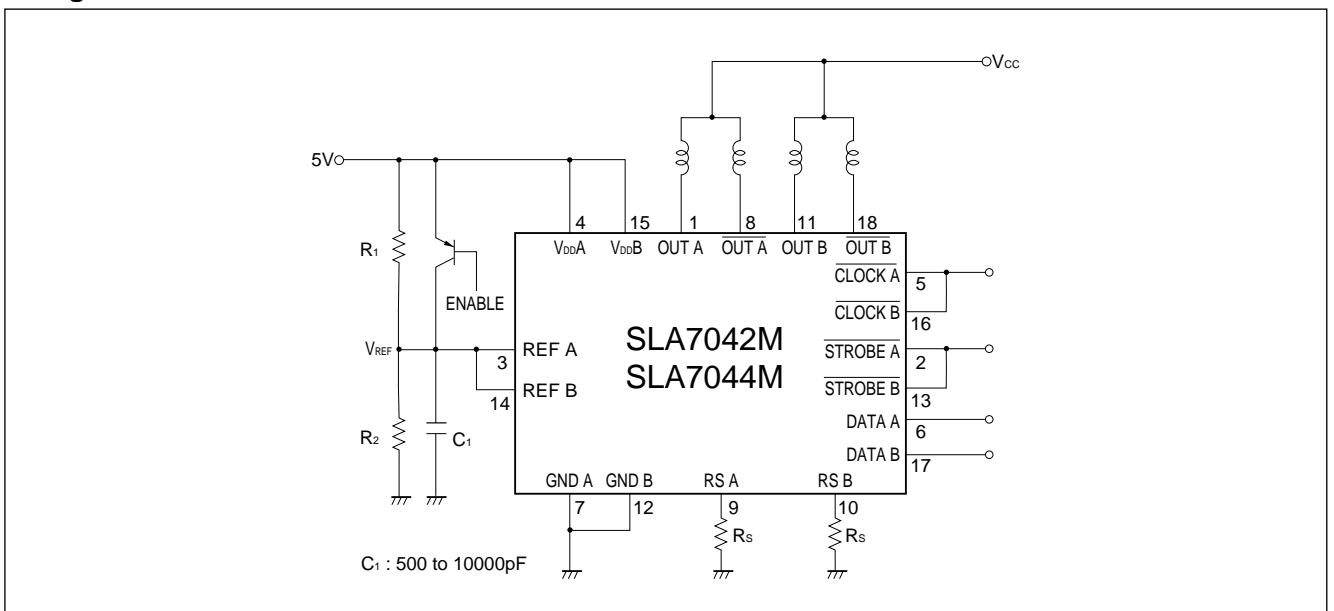 Vcc
5V
4 15 1 8 11 18
VDDA VDDB OUT A OUT A OUT B OUT B
R1
ENABLE
VREF
R2
C1
3 REF A
14 REF B
SLA7042M
SLA7044M
CLOCK A
5
CLOCK B
16
STROBE A
2
STROBE B
13
DATA A
6
DATA B
17
GND A GND B RS A RS B
7 12 9 10
Rs Rs
C1 : 500 to 10000pF